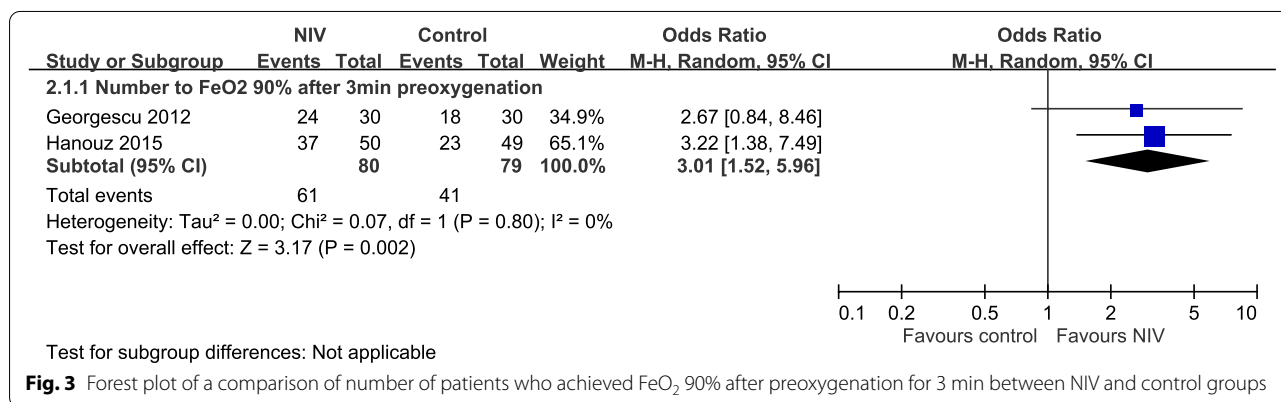 NIV Control Odds Ratio Odds Ratio
Study or Subgroup Events Total Events Total Weight M-H, Random, 95% CI M-H, Random, 95% CI
2.1.1 Number to FeO2 90% after 3min preoxygenation
Georgescu 2012 24 30 18 30 34.9% 2.67 [0.84, 8.46]
Hanouz 2015 37 50 23 49 65.1% 3.22 [1.38, 7.49]
Subtotal (95% CI) 80 79 100.0% 3.01 [1.52, 5.96]
Total events 61 41
Heterogeneity: Tau² = 0.00; Chi² = 0.07, df = 1 (P = 0.80); I² = 0%
Test for overall effect: Z = 3.17 (P = 0.002)
0.1 0.2 0.5 1 2 5 10
Favours control Favours NIV
Test for subgroup differences: Not applicable
Fig. 3 Forest plot of a comparison of number of patients who achieved FeO₂ 90% after preoxygenation for 3 min between NIV and control groups